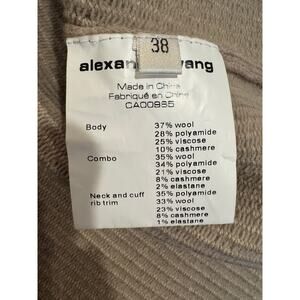 38
alexan wang
Made in China
Fabriqué en Chine
CA00985
Body 37% wool
28% polyamide
25% viscose
10% cashmere
Combo 35% wool
34% polyamide
21% viscose
8% cashmere
2% elastane
Neck and cuff 35% polyamide
rib trim 33% wool
23% viscose
8% cashmere
1% elastane